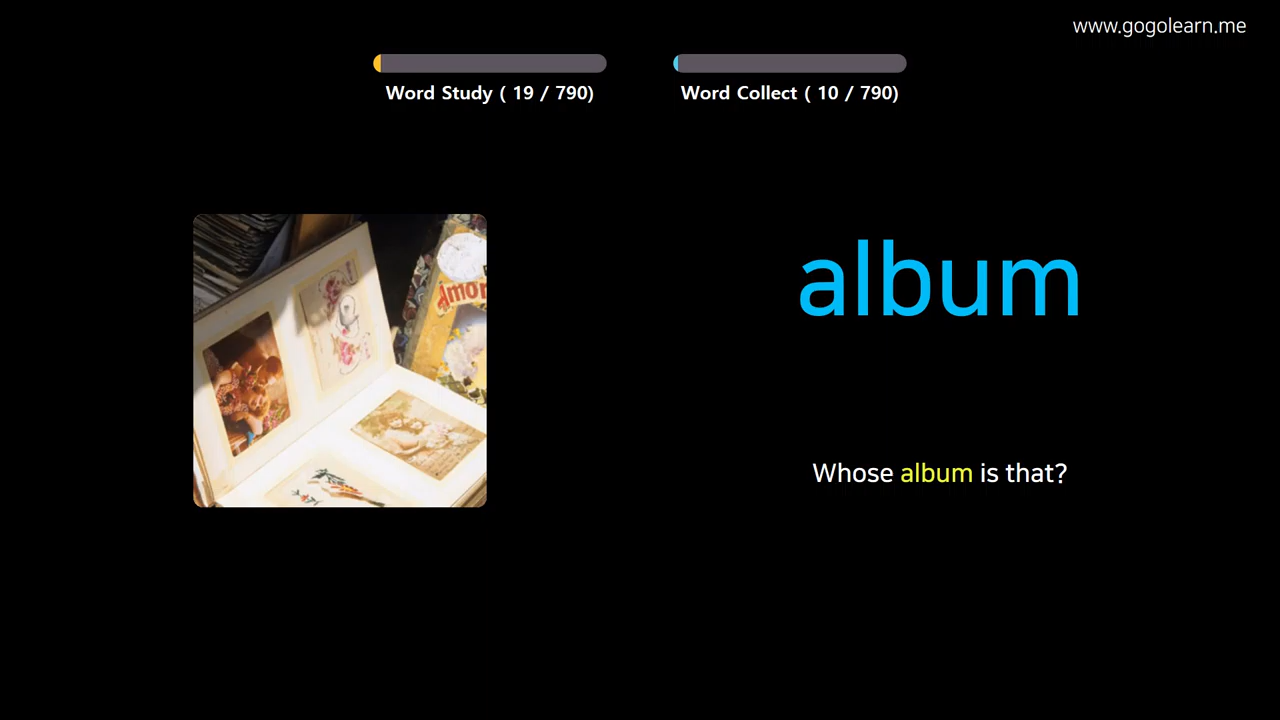 www.gogolearn.me
Word Study ( 19 / 790)
Word Collect ( 10 / 790)
album
Whose album is that?